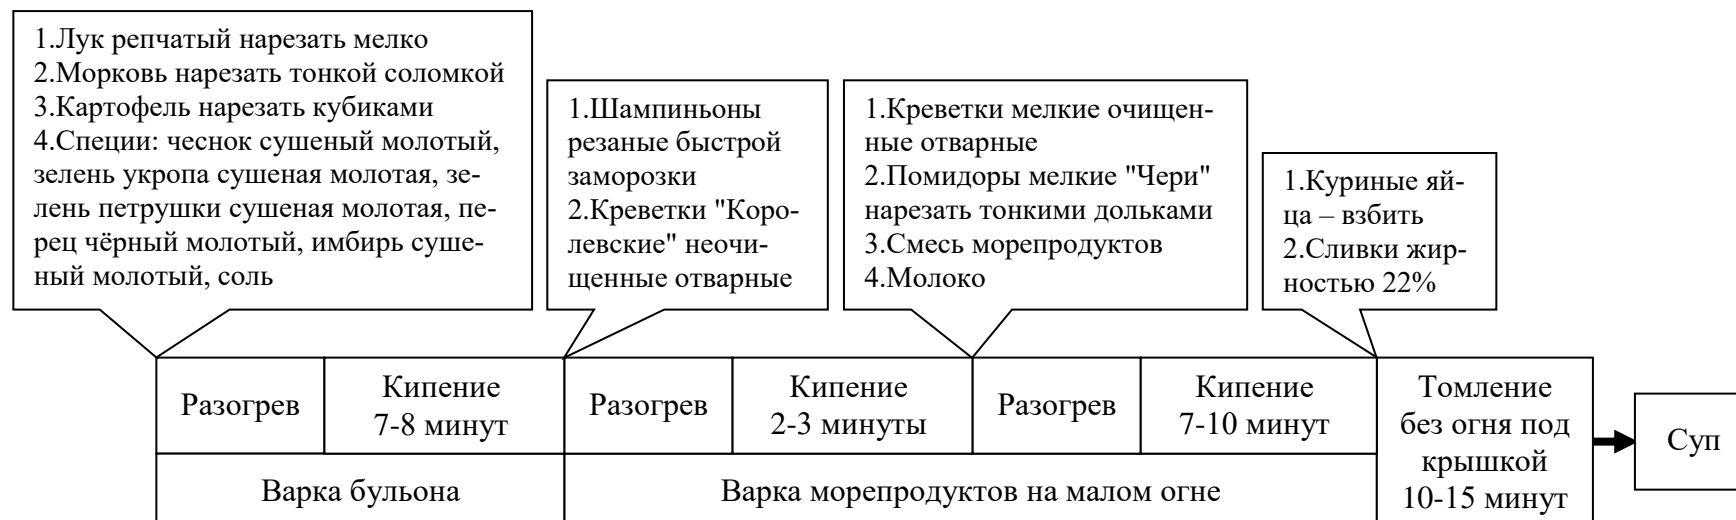 1.Лук репчатый нарезать мелко
2.Морковь нарезать тонкой соломкой
3.Картофель нарезать кубиками
4.Специи: чеснок сушеный молотый,
зелень укропа сушеная молотая, зе-
лень петрушки сушеная молотая, пе-
рец чёрный молотый, имбирь суше-
ный молотый, соль
1.Шампиньоны
резаные быстрой
заморозки
2.Креветки "Коро-
левские" неочи-
щенные отварные
1.Креветки мелкие очищен-
ные отварные
2.Помидоры мелкие "Чери"
нарезать тонкими дольками
3.Смесь морепродуктов
4.Молоко
1.Куриные яй-
ца – взбить
2.Сливки жир-
ностью 22%
Разогрев
Кипение
7-8 минут
Разогрев
Кипение
2-3 минуты
Разогрев
Кипение
7-10 минут
Томление
без огня под
крышкой
10-15 минут
Суп
Варка бульона
Варка морепродуктов на малом огне